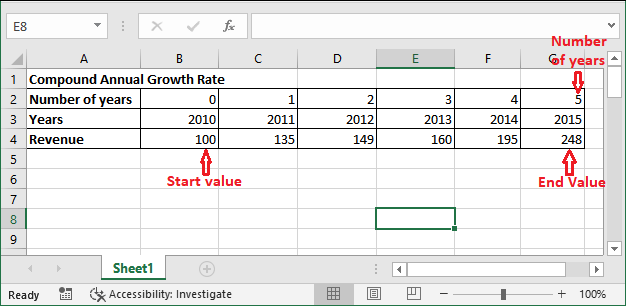 E8
fx
Number
of years
A B C D E F G
1 Compound Annual Growth Rate
2 Number of years 0 1 2 3 4 5
3 Years 2010 2011 2012 2013 2014 2015
4 Revenue 100 135 149 160 195 248
5
Start value End Value
6
7
8
9
Sheet1
Ready Accessibility: Investigate 100%